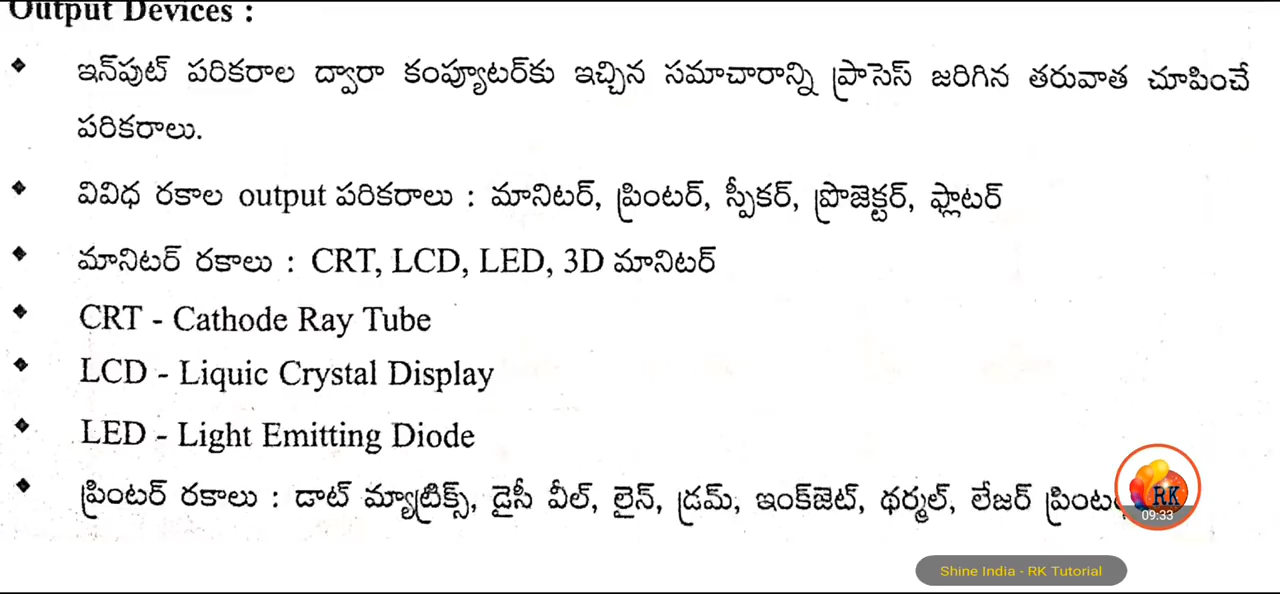 Output Devices :
❖ ఇన్‌పుట్ పరికరాల ద్వారా కంప్యూటర్‌కు ఇచ్చిన సమాచారాన్ని ప్రాసెస్ జరిగిన తరువాత చూపించే
పరికరాలు.
❖ వివిధ రకాల output పరికరాలు : మానిటర్, ప్రింటర్, స్పీకర్, ప్రొజెక్టర్, ఫ్లాటర్
❖ మానిటర్ రకాలు : CRT, LCD, LED, 3D మానిటర్
❖ CRT - Cathode Ray Tube
❖ LCD - Liquic Crystal Display
❖ LED - Light Emitting Diode
❖ ప్రింటర్ రకాలు : డాట్ మ్యాట్రిక్స్, డైసీ వీల్, లైన్, డ్రమ్, ఇంక్‌జెట్, థర్మల్, లేజర్
RK
09:33
Shine India - RK Tutorial